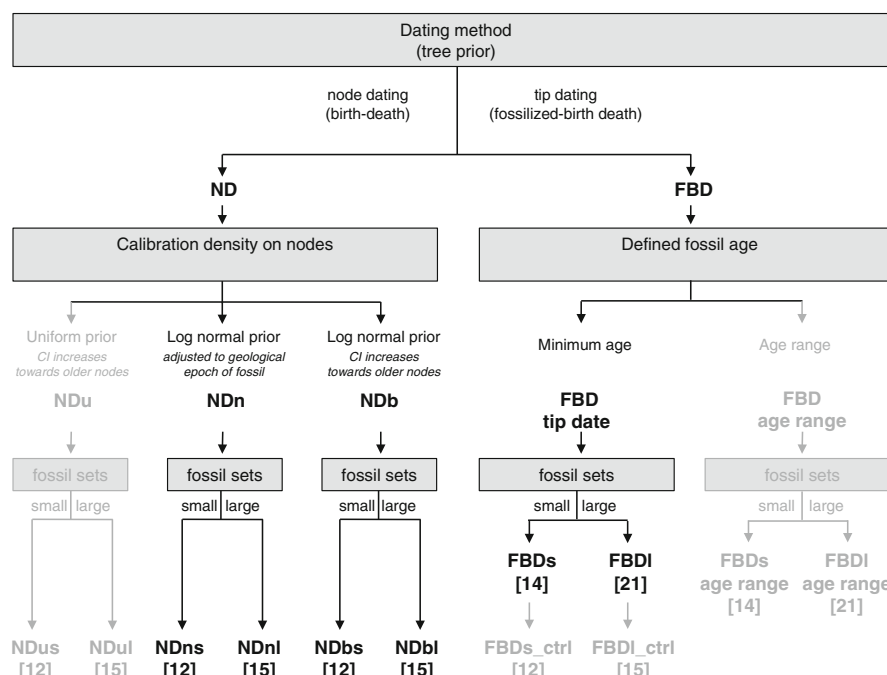 Dating method
(tree prior)
node dating
(birth-death)
tip dating
(fossilized-birth death)
ND
FBD
Calibration density on nodes
Defined fossil age
Uniform prior
CI increases
towards older nodes
NDu
Log normal prior
adjusted to geological
epoch of fossil
NDn
Log normal prior
CI increases
towards older nodes
NDb
Minimum age
FBD
tip date
Age range
FBD
age range
fossil sets
small large
fossil sets
small large
fossil sets
small large
fossil sets
small large
fossil sets
small large
FBDs
[14]
FBDl
[21]
FBDs
age range
[14]
FBDl
age range
[21]
NDus
[12]
NDul
[15]
NDns
[12]
NDnl
[15]
NDbs
[12]
NDbl
[15]
FBDs_ctrl
[12]
FBDl_ctrl
[15]